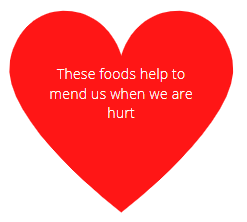 These foods help to
mend us when we are
hurt